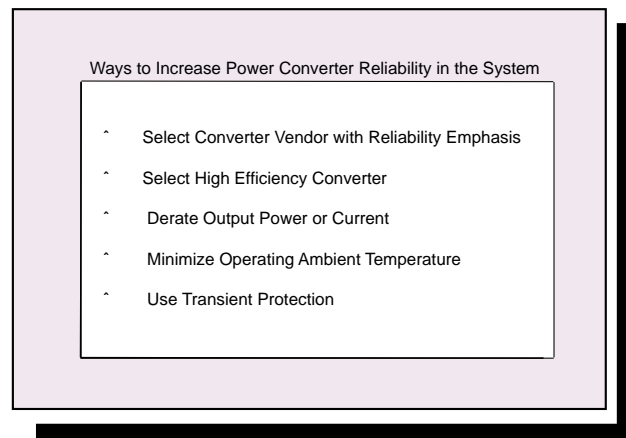 Ways to Increase Power Converter Reliability in the System
ˆ Select Converter Vendor with Reliability Emphasis
ˆ Select High Efficiency Converter
ˆ Derate Output Power or Current
ˆ Minimize Operating Ambient Temperature
ˆ Use Transient Protection